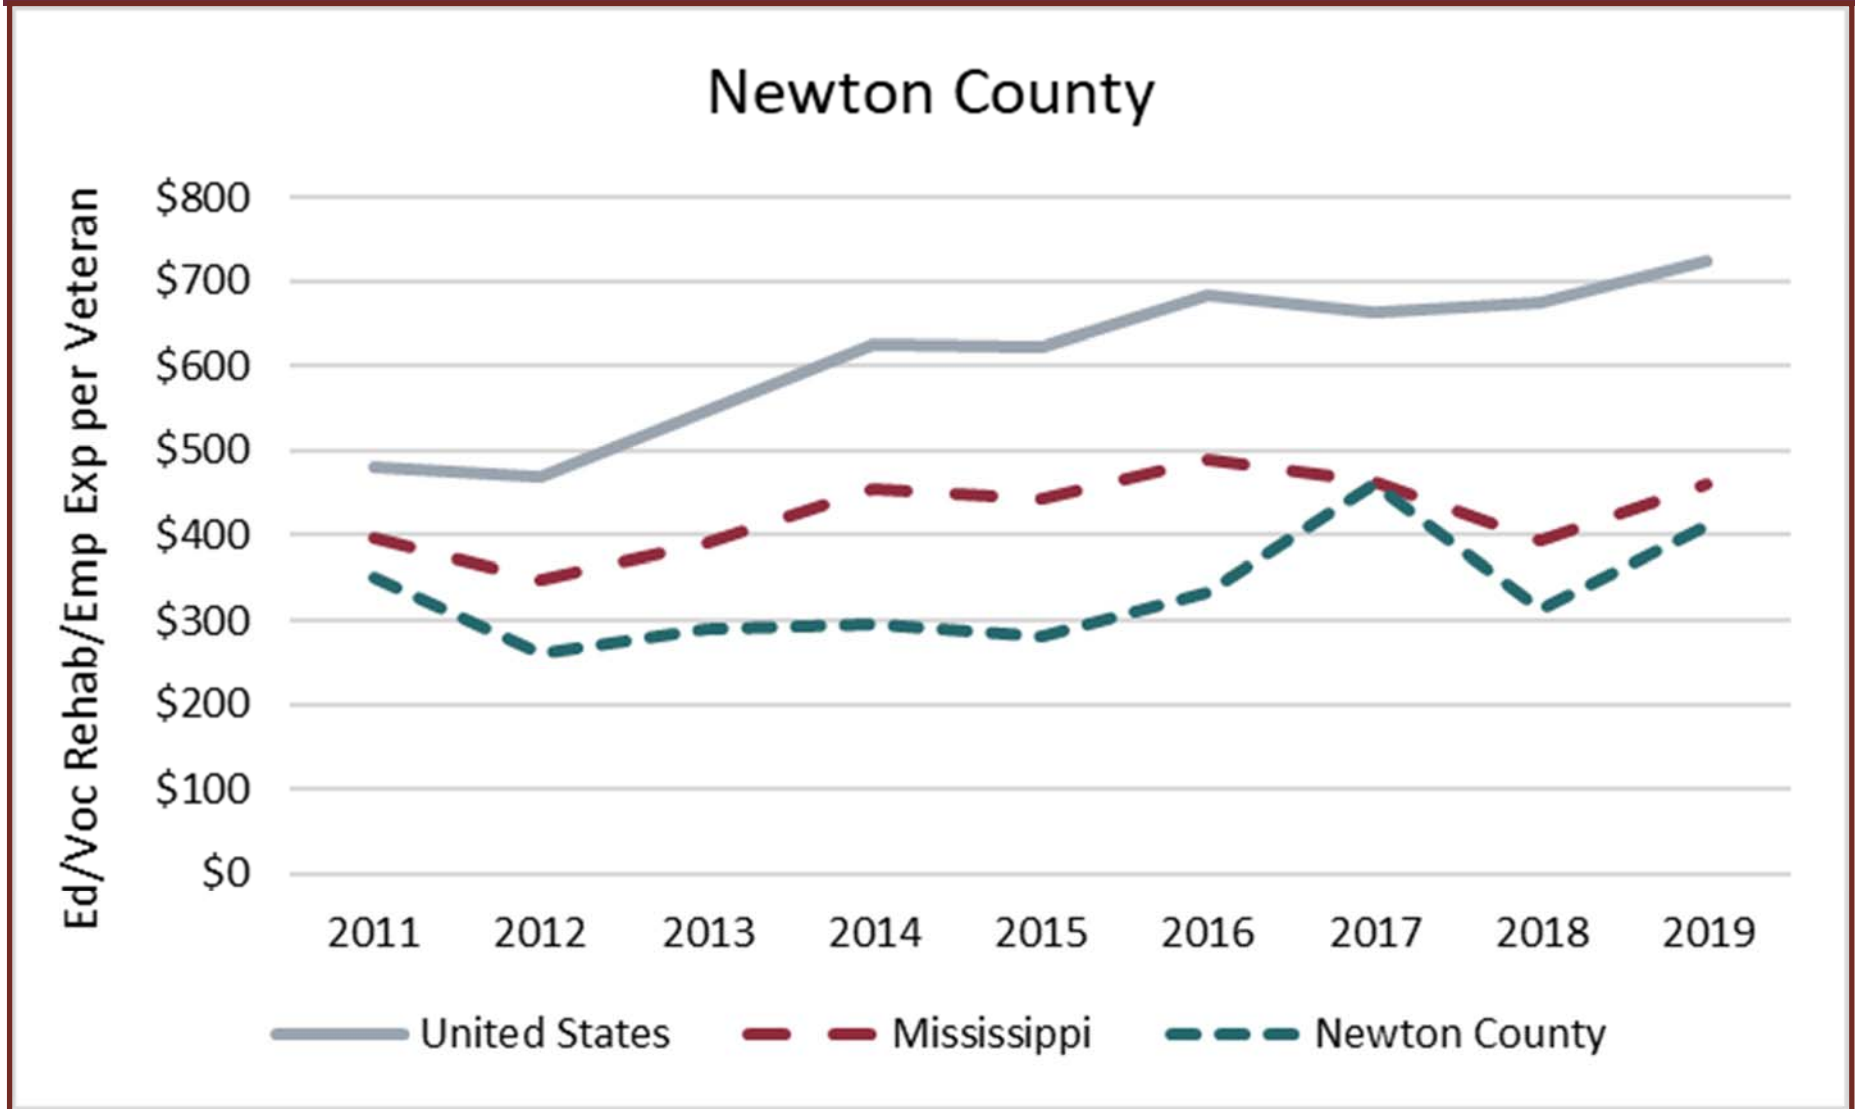 Newton County
Ed/Voc Rehab/Emp Exp per Veteran
$800
$700
$600
$500
$400
$300
$200
$100
$0
2011 2012 2013 2014 2015 2016 2017 2018 2019
United States Mississippi Newton County